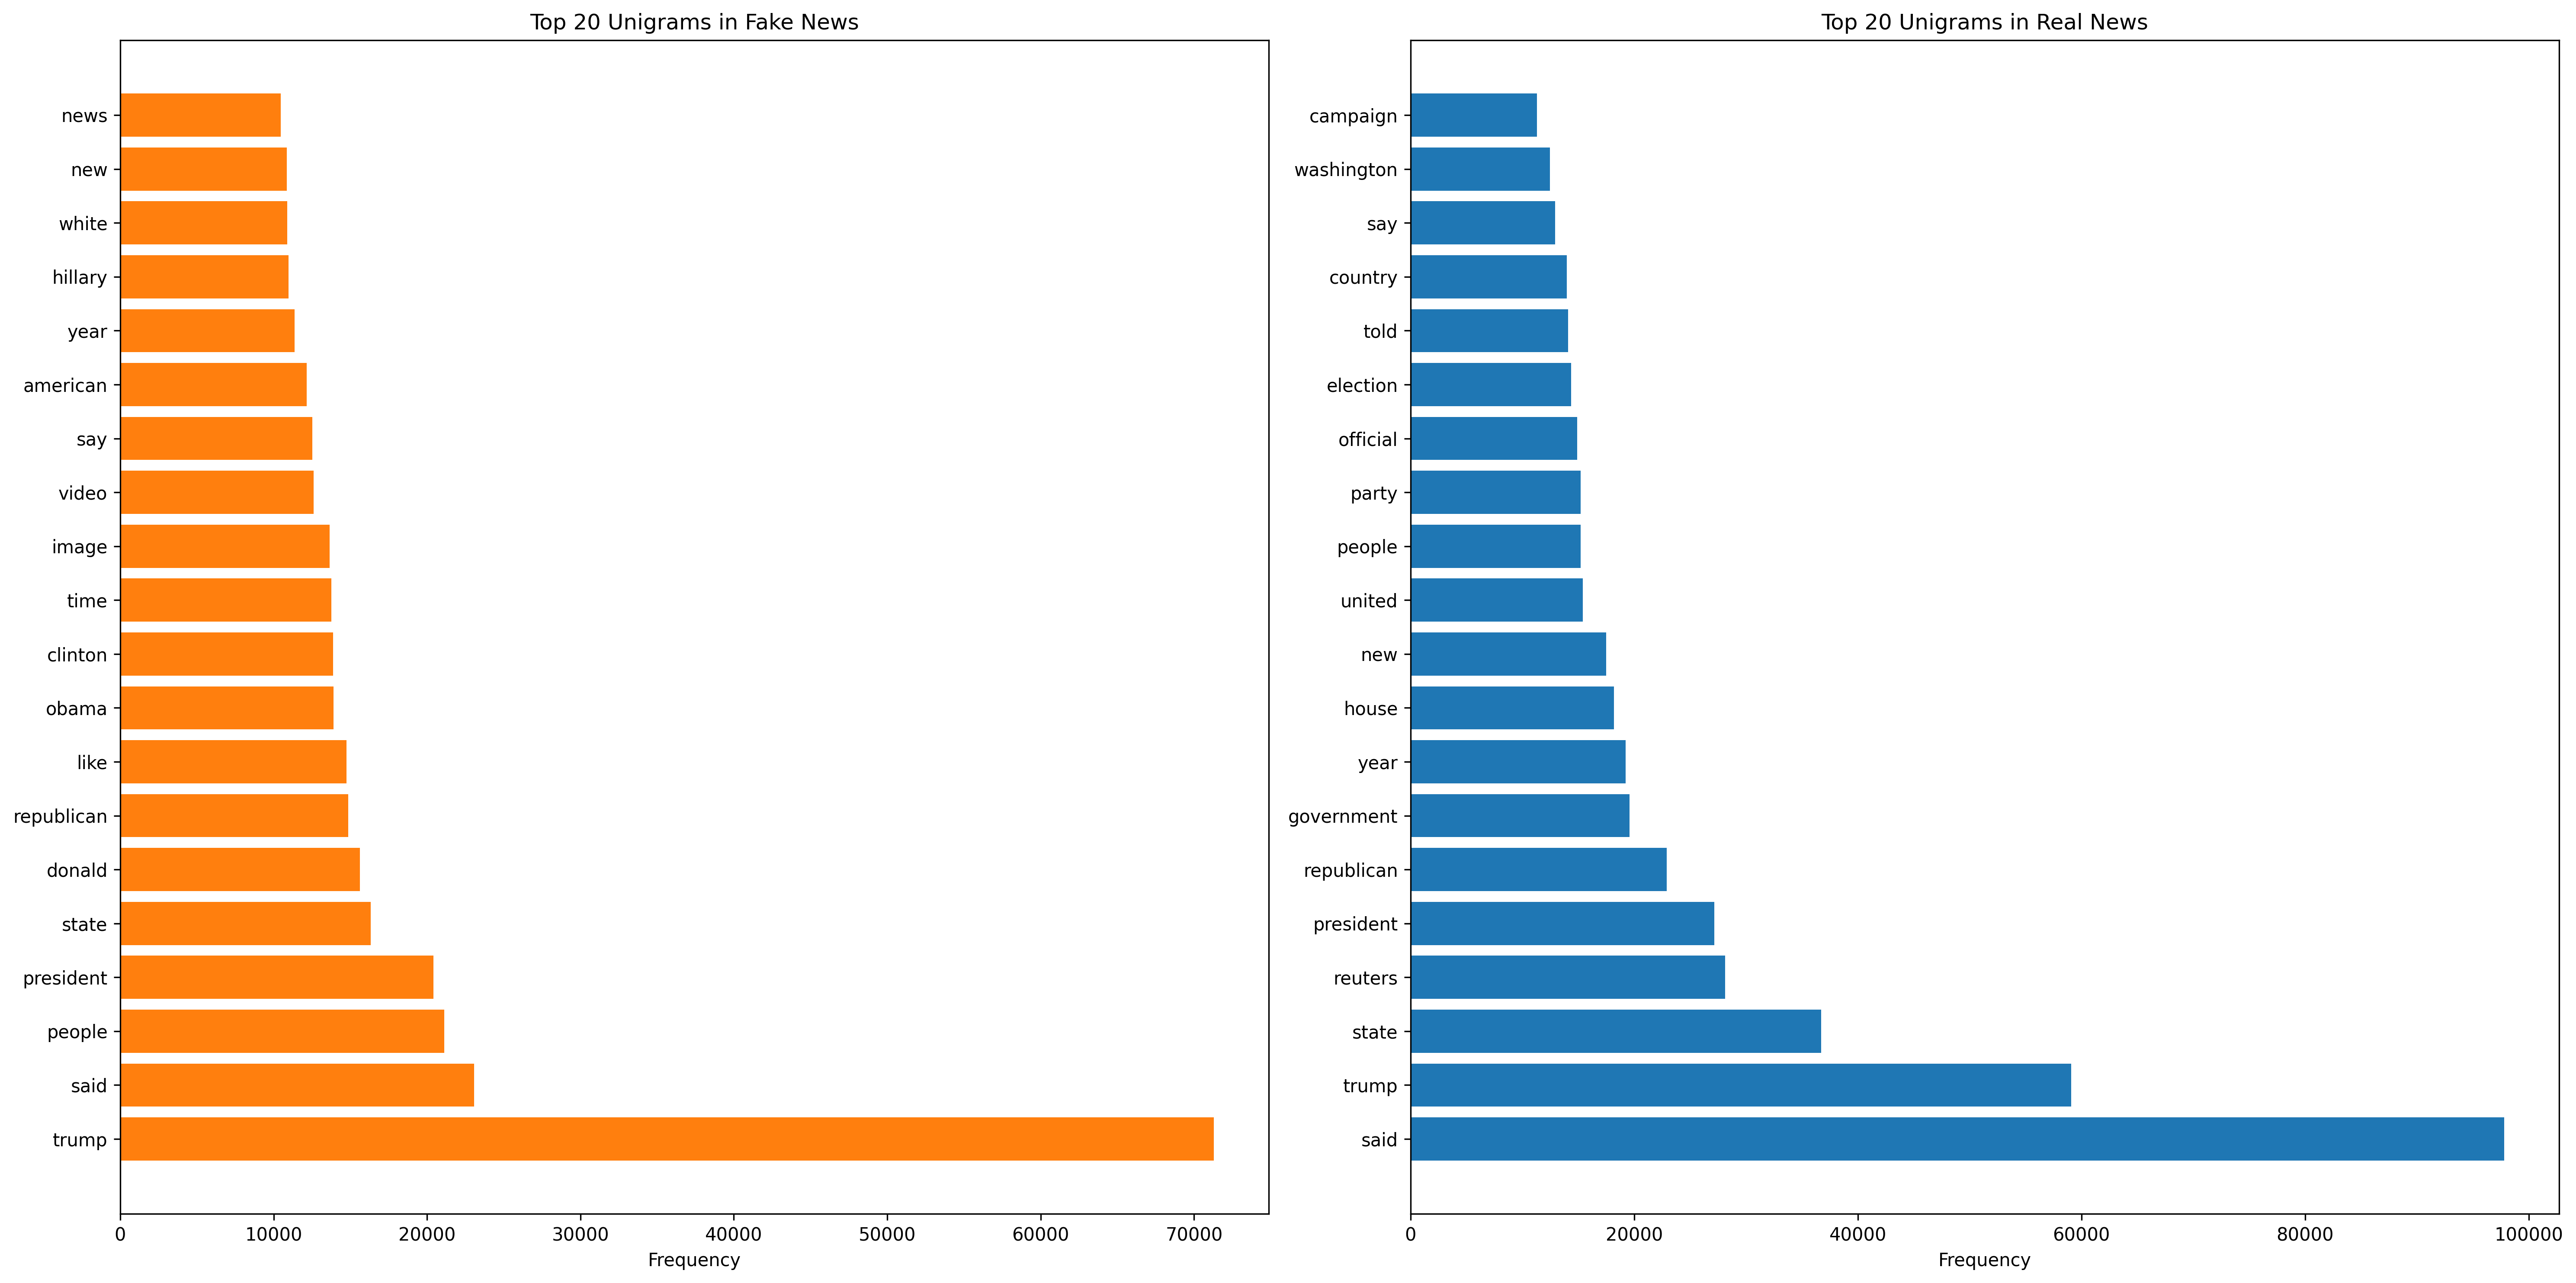 Top 20 Unigrams in Fake News
news
new
white
hillary
year
american
say
video
image
time
clinton
obama
like
republican
donald
state
president
people
said
trump
0 10000 20000 30000 40000 50000 60000 70000
Frequency
Top 20 Unigrams in Real News
campaign
washington
say
country
told
election
official
party
people
united
new
house
year
government
republican
president
reuters
state
trump
said
0 20000 40000 60000 80000 100000
Frequency